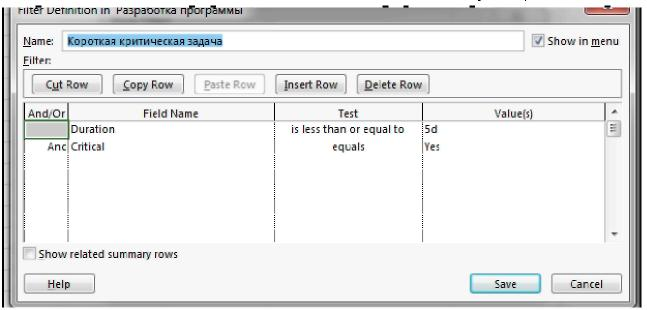 Filter Definition in 'Разработка программы'
Name: Короткая критическая задача Show in menu
Filter:
Cut Row Copy Row Paste Row Insert Row Delete Row
And/Or Field Name Test Value(s)
Duration is less than or equal to 5d
And Critical equals Yes
Show related summary rows
Help Save Cancel